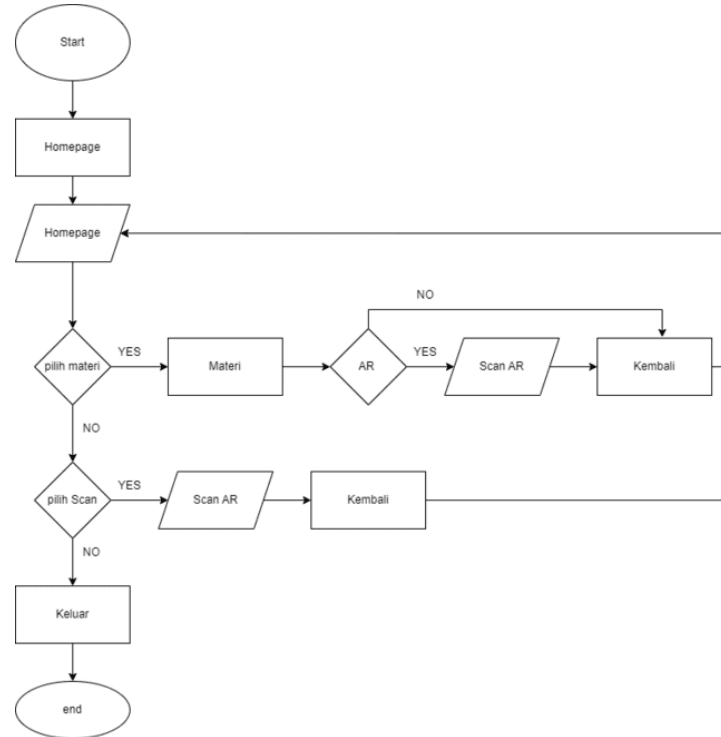 Start
Homepage
Homepage
NO
pilih materi
YES
Materi
AR
YES
Scan AR
Kembali
NO
pilih Scan
YES
Scan AR
Kembali
NO
Keluar
end